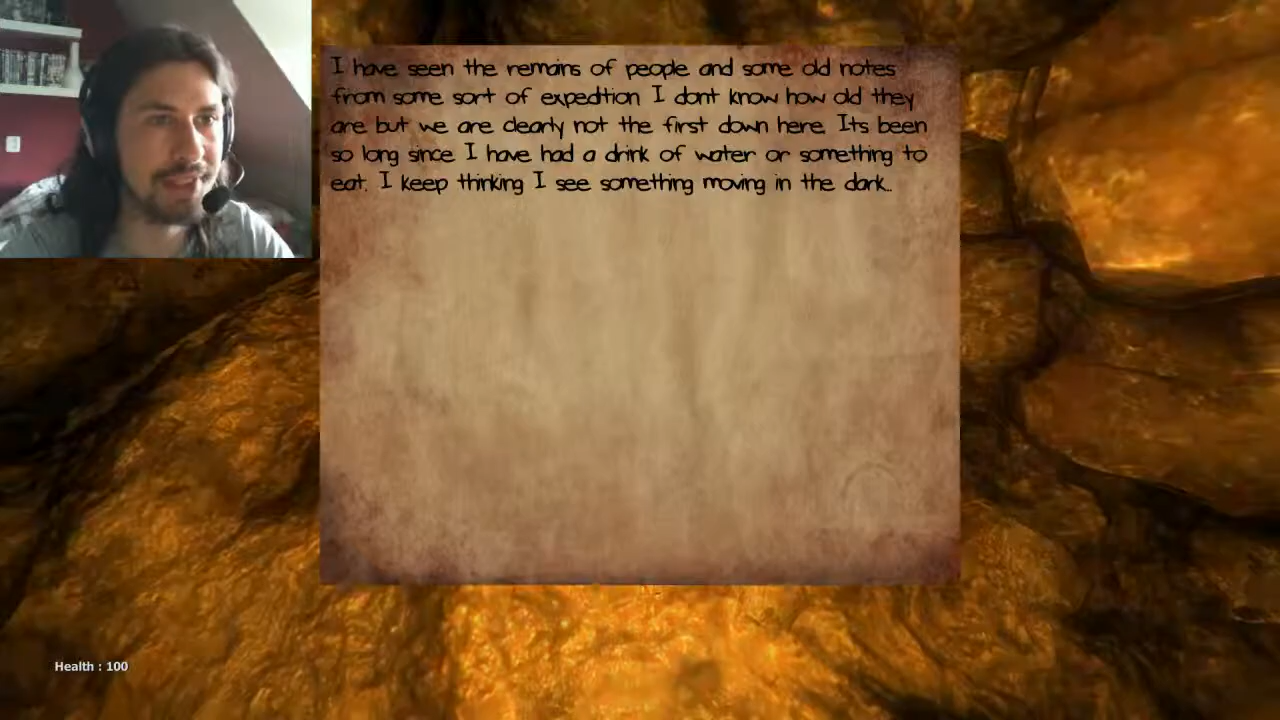 I have seen the remains of people and some old notes
from some sort of expedition I dont know how old they
are but we are clearly not the first down here. Its been
so long since I have had a drink of water or something to
eat. I keep thinking I see something moving in the dark..
Health : 100